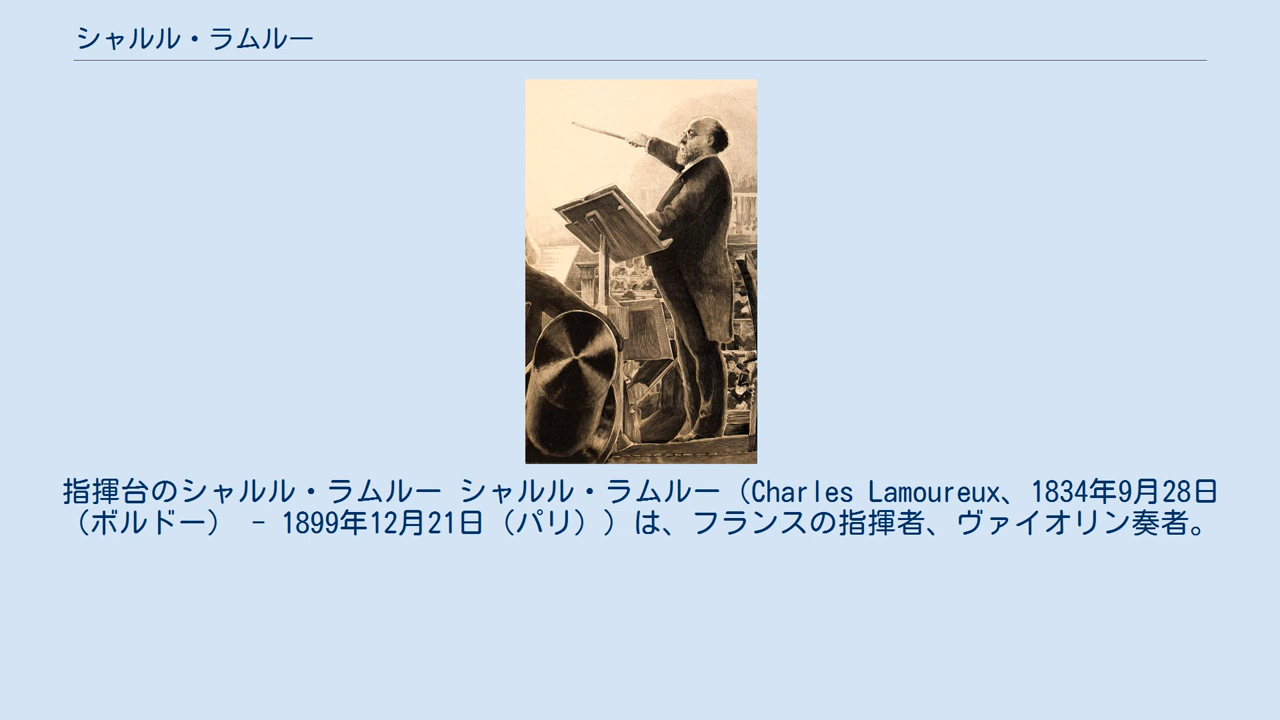 シャルル・ラムルー
指揮台のシャルル・ラムルー シャルル・ラムルー（Charles Lamoureux、1834年9月28日
（ボルドー） - 1899年12月21日（パリ））は、フランスの指揮者、ヴァイオリン奏者。